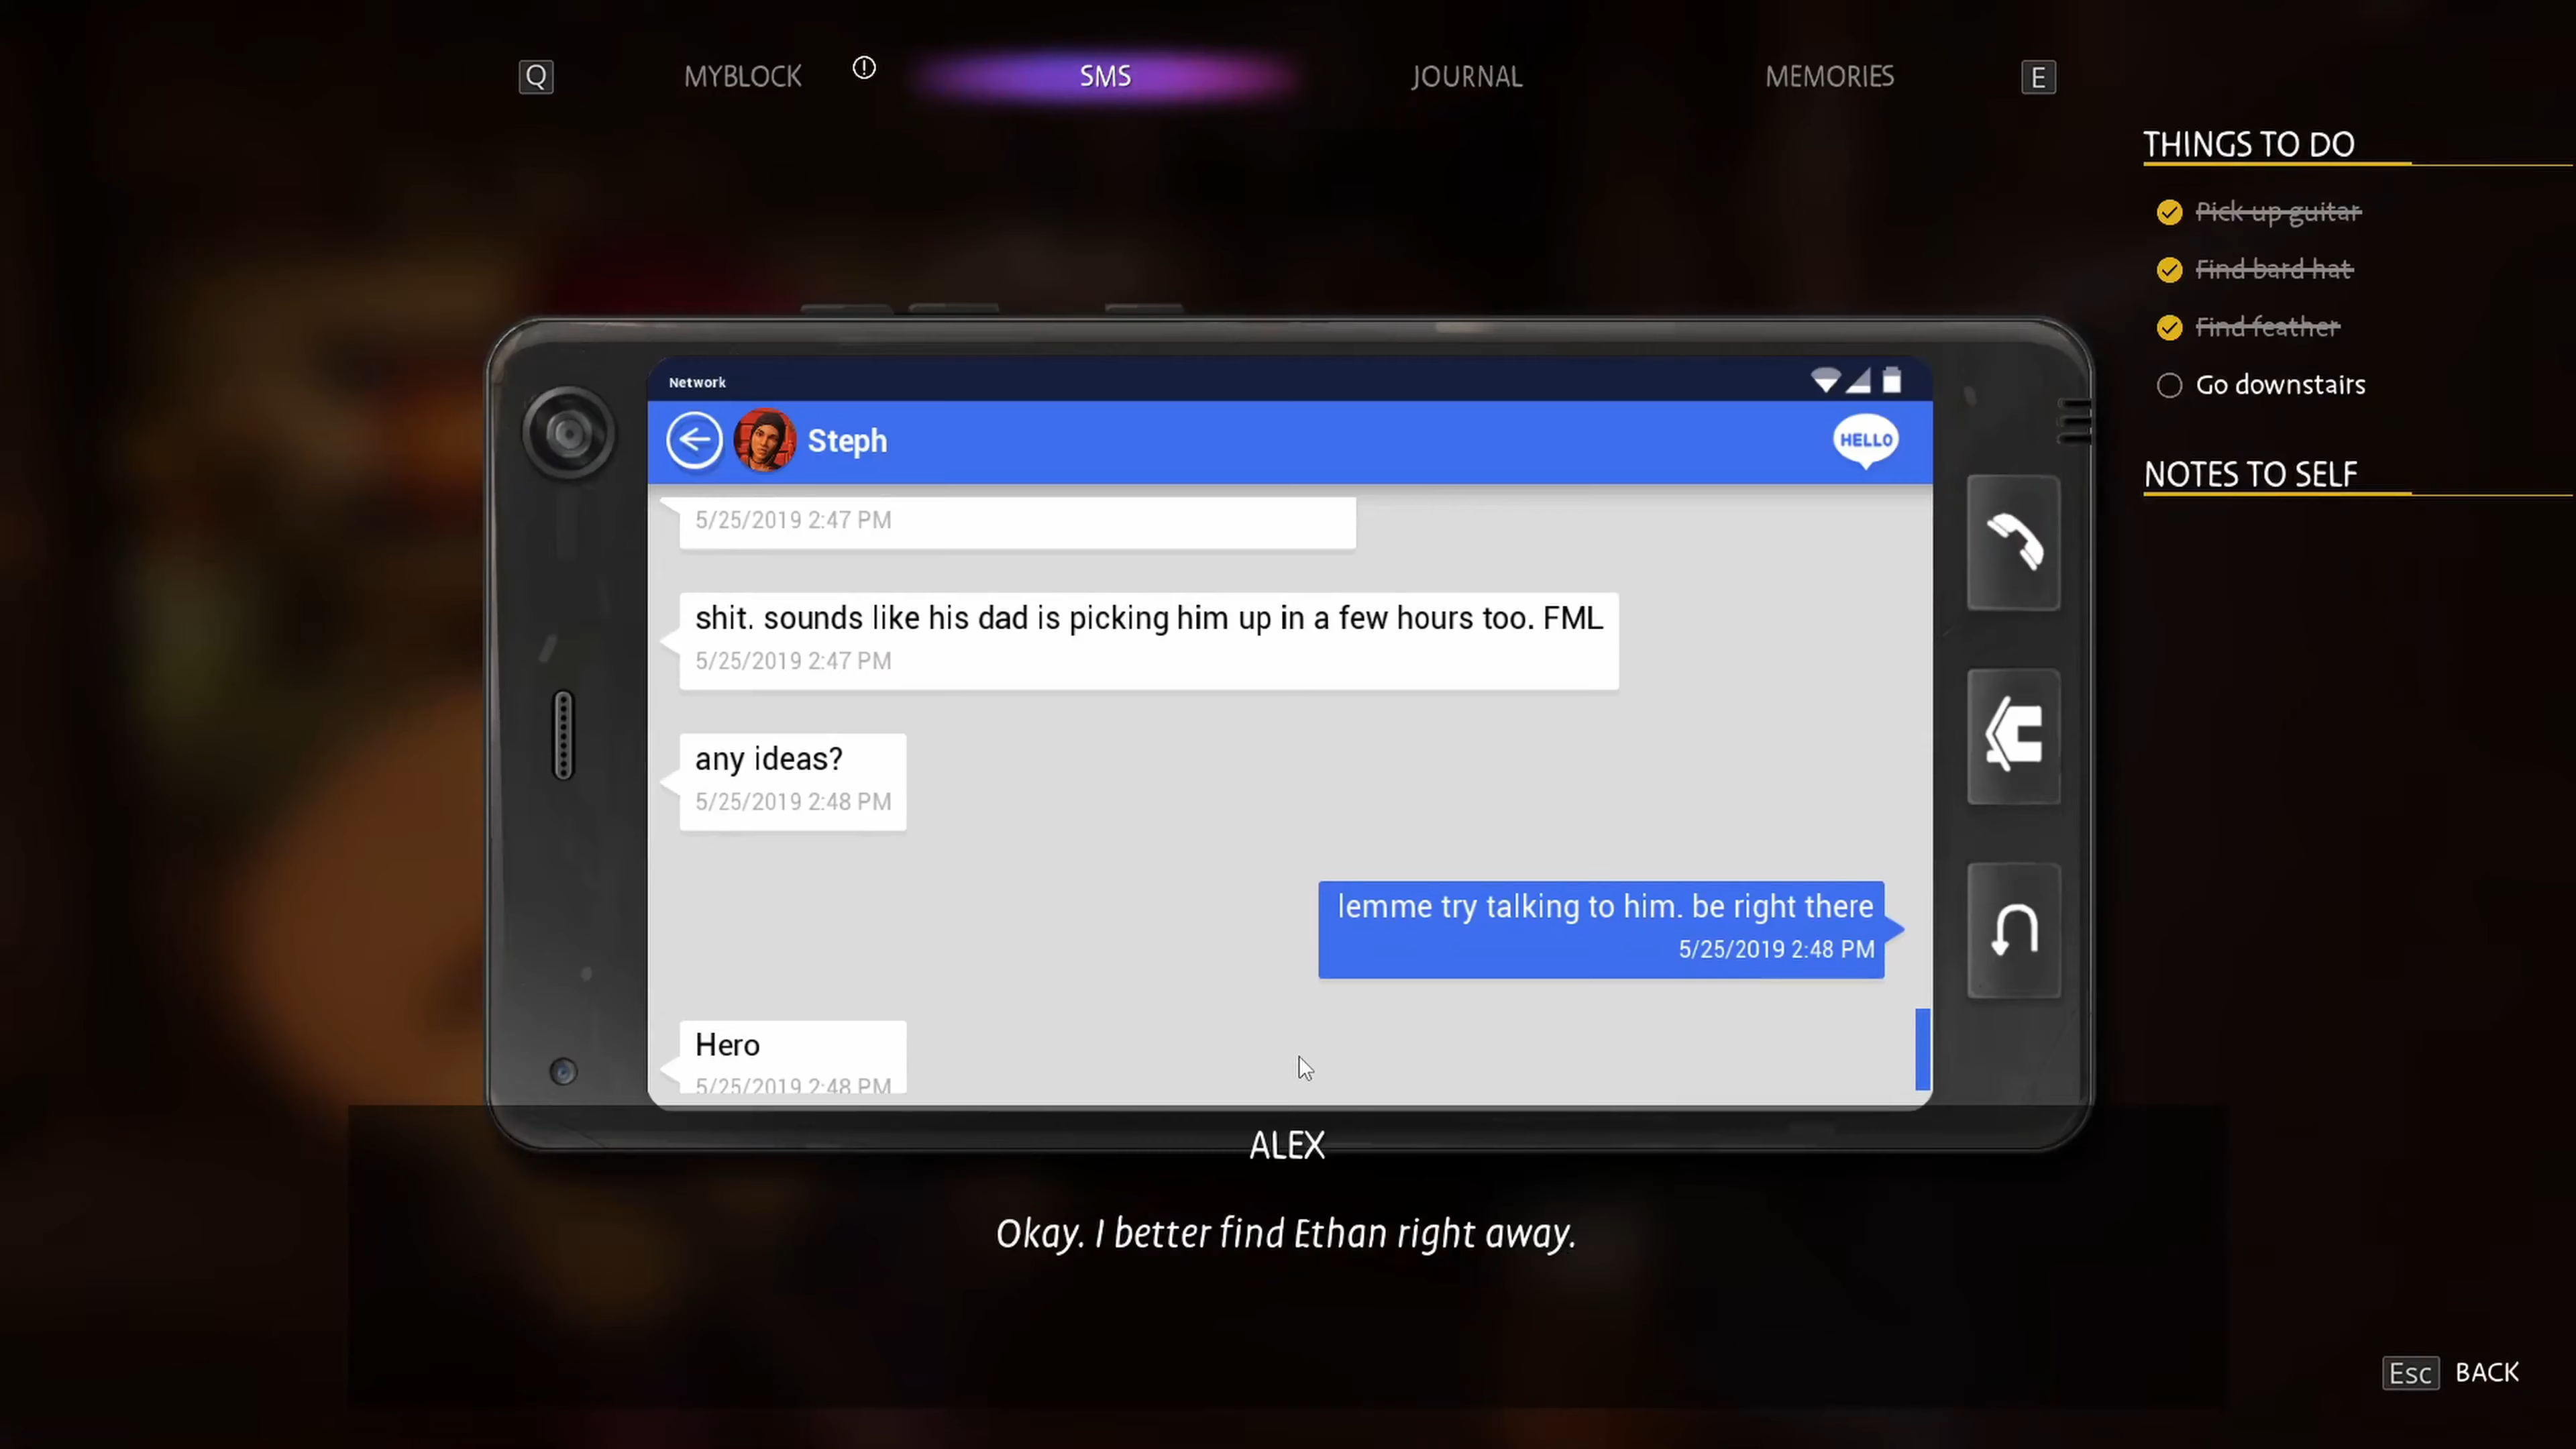 Q
MYBLOCK
SMS
JOURNAL
MEMORIES
E
THINGS TO DO
Pick up guitar
Find bard hat
Find feather
Go downstairs
NOTES TO SELF
Network
Steph
HELLO
5/25/2019 2:47 PM
shit. sounds like his dad is picking him up in a few hours too. FML
5/25/2019 2:47 PM
any ideas?
5/25/2019 2:48 PM
lemme try talking to him. be right there
5/25/2019 2:48 PM
Hero
5/25/2019 2:48 PM
ALEX
Okay. I better find Ethan right away.
Esc BACK